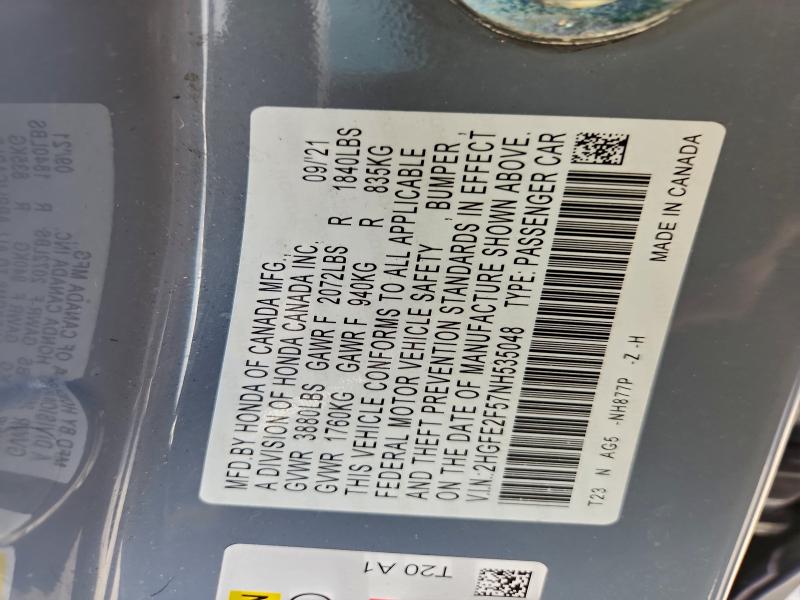 MFD.BY HONDA OF CANADA MFG.,
A DIVISION OF HONDA CANADA INC. 09/'21
GVWR 3880LBS GAWR F 2072LBS R 1840LBS
GVWR 1760KG GAWR F 940KG R 835KG
THIS VEHICLE CONFORMS TO ALL APPLICABLE
FEDERAL MOTOR VEHICLE SAFETY , BUMPER ,
AND THEFT PREVENTION STANDARDS IN EFFECT
ON THE DATE OF MANUFACTURE SHOWN ABOVE.
V.I.N.:2HGFE2F57NH535048 TYPE: PASSENGER CAR
T23 N AG5 -NH877P -Z -H
MADE IN CANADA
T20 A1